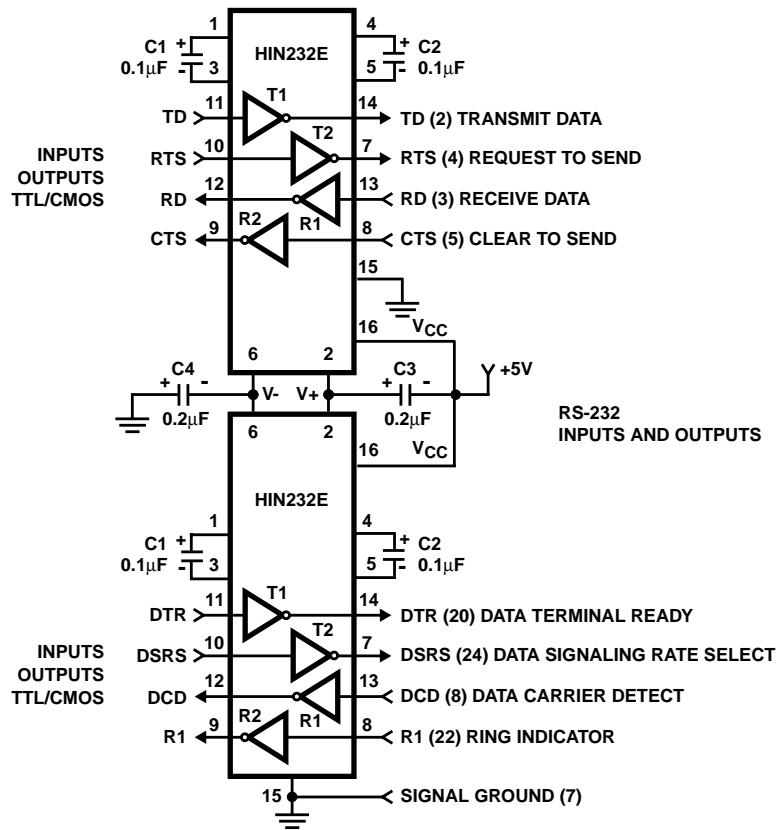 1
4
C1 +
0.1µF -
HIN232E
+ C2
- 0.1µF
3
5
TD 11 T1 14 TD (2) TRANSMIT DATA
RTS 10 T2 7 RTS (4) REQUEST TO SEND
INPUTS
OUTPUTS
TTL/CMOS
RD 12 R1 13 RD (3) RECEIVE DATA
CTS 9 R2 8 CTS (5) CLEAR TO SEND
15
16 VCC
6 2
C4
+ -
0.2µF
V- V+
C3
+ -
0.2µF
+5V
RS-232
INPUTS AND OUTPUTS
6 2
16 VCC
HIN232E
1
4
C1 +
0.1µF -
+ C2
- 0.1µF
3
5
DTR 11 T1 14 DTR (20) DATA TERMINAL READY
DSRS 10 T2 7 DSRS (24) DATA SIGNALING RATE SELECT
INPUTS
OUTPUTS
TTL/CMOS
DCD 12 R1 13 DCD (8) DATA CARRIER DETECT
R1 9 R2 8 R1 (22) RING INDICATOR
15 SIGNAL GROUND (7)